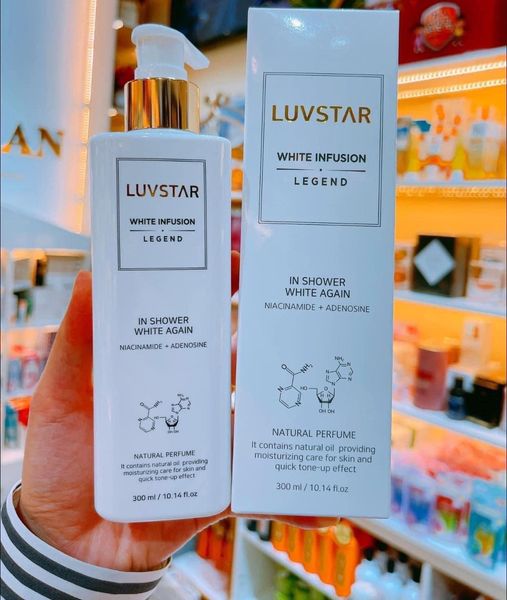 AN
LUVSTAR
WHITE INFUSION
LEGEND
IN SHOWER
WHITE AGAIN
NIACINAMIDE + ADENOSINE
NATURAL PERFUME
It contains natural oil providing
moisturizing care for skin and
quick tone-up effect
300 ml / 10.14 fl.oz
LUVSTAR
WHITE INFUSION
LEGEND
IN SHOWER
WHITE AGAIN
NIACINAMIDE + ADENOSINE
NATURAL PERFUME
It contains natural oil providing
moisturizing care for skin and
quick tone-up effect
300 ml / 10.14 fl.oz